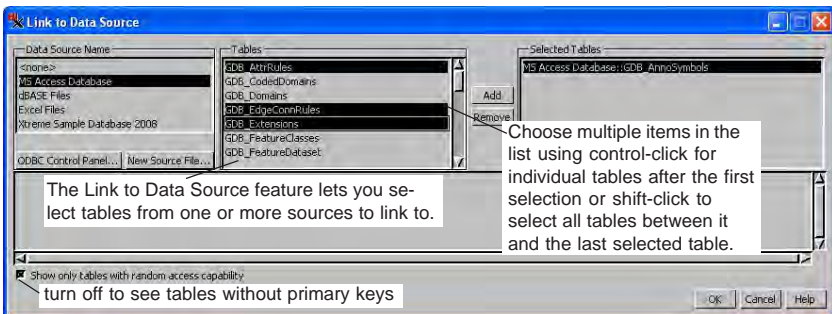 Link to Data Source
Data Source Name
<none>
MS Access Database
dBASE Files
Excel Files
Xtreme Sample Database 2008
ODBC Control Panel...
New Source File...
Tables
GDB_AttrRules
GDB_CodedDomains
GDB_Domains
GDB_EdgeConnRules
GDB_Extensions
GDB_FeatureClasses
GDB_FeatureDataset
Add
Remove
Selected Tables
MS Access Database::GDB_AnnoSymbols
Choose multiple items in the
list using control-click for
individual tables after the first
selection or shift-click to
select all tables between it
and the last selected table.
The Link to Data Source feature lets you se-
lect tables from one or more sources to link to.
Show only tables with random access capability
turn off to see tables without primary keys
OK
Cancel
Help